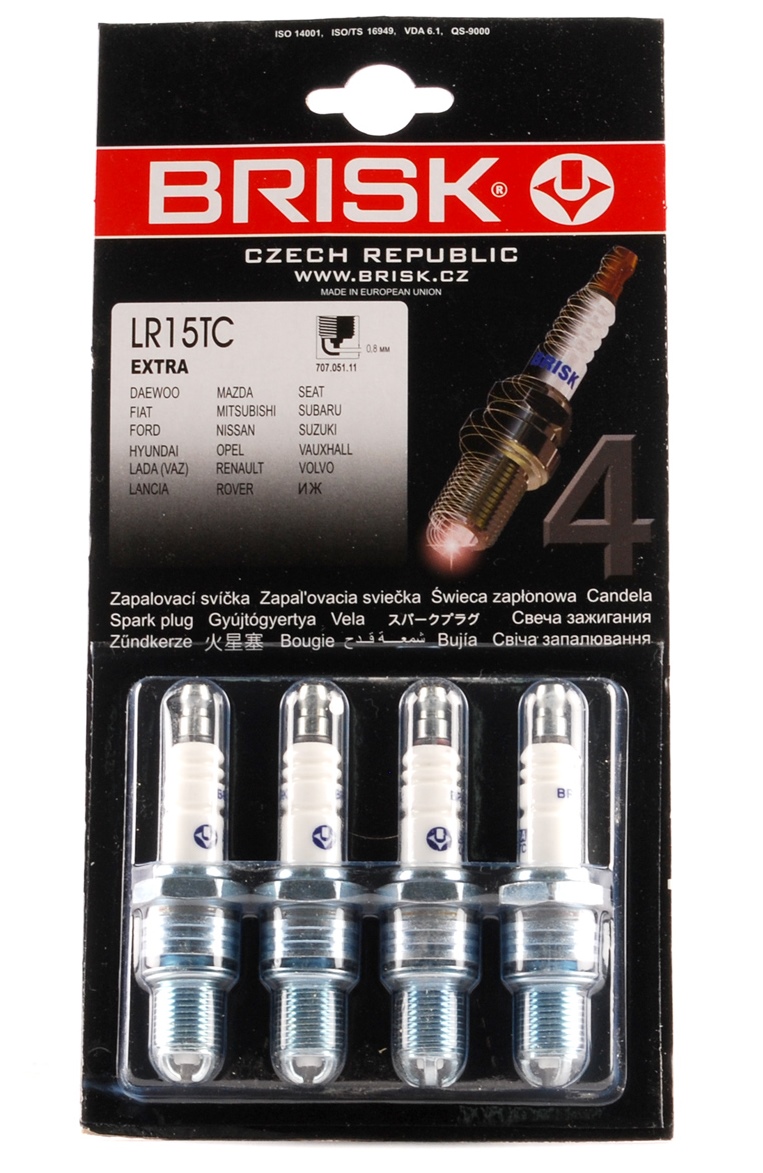 ISO 14001, ISO/TS 16949, VDA 6.1, QS-9000
BRISK®
CZECH REPUBLIC
WWW.BRISK.CZ
MADE IN EUROPEAN UNION
LR15TC
EXTRA
0.8 мм
707.051.11
DAEWOO MAZDA SEAT
FIAT MITSUBISHI SUBARU
FORD NISSAN SUZUKI
HYUNDAI OPEL VAUXHALL
LADA (VAZ) RENAULT VOLVO
LANCIA ROVER ИЖ
BRISK
4
Zapalovací svíčka Zapaľovacia sviečka Świeca zapłonowa Candela
Spark plug Gyújtógyertya Vela スパークプラグ Свеча зажигания
Zündkerze 火星塞 Bougie شمعة قدح Bujía Свiча запалювання